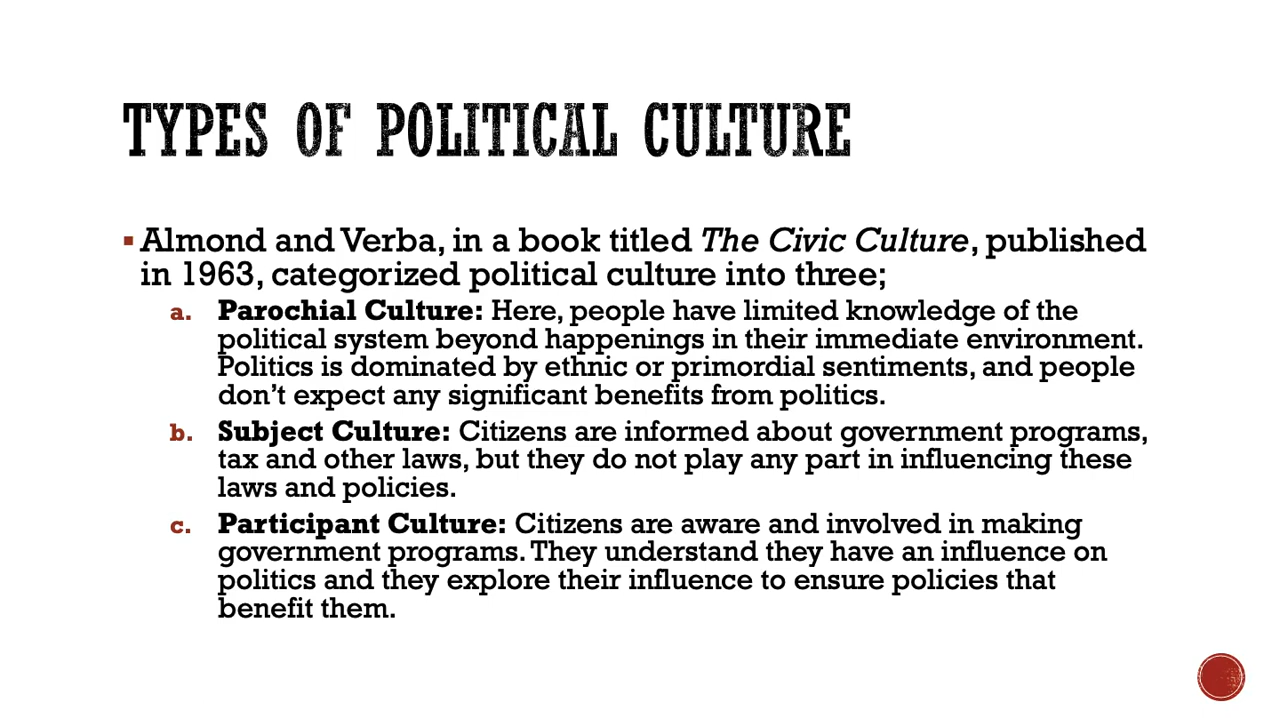 TYPES OF POLITICAL CULTURE
▪ Almond and Verba, in a book titled The Civic Culture, published
in 1963, categorized political culture into three;
a. Parochial Culture: Here, people have limited knowledge of the
political system beyond happenings in their immediate environment.
Politics is dominated by ethnic or primordial sentiments, and people
don’t expect any significant benefits from politics.
b. Subject Culture: Citizens are informed about government programs,
tax and other laws, but they do not play any part in influencing these
laws and policies.
c. Participant Culture: Citizens are aware and involved in making
government programs. They understand they have an influence on
politics and they explore their influence to ensure policies that
benefit them.